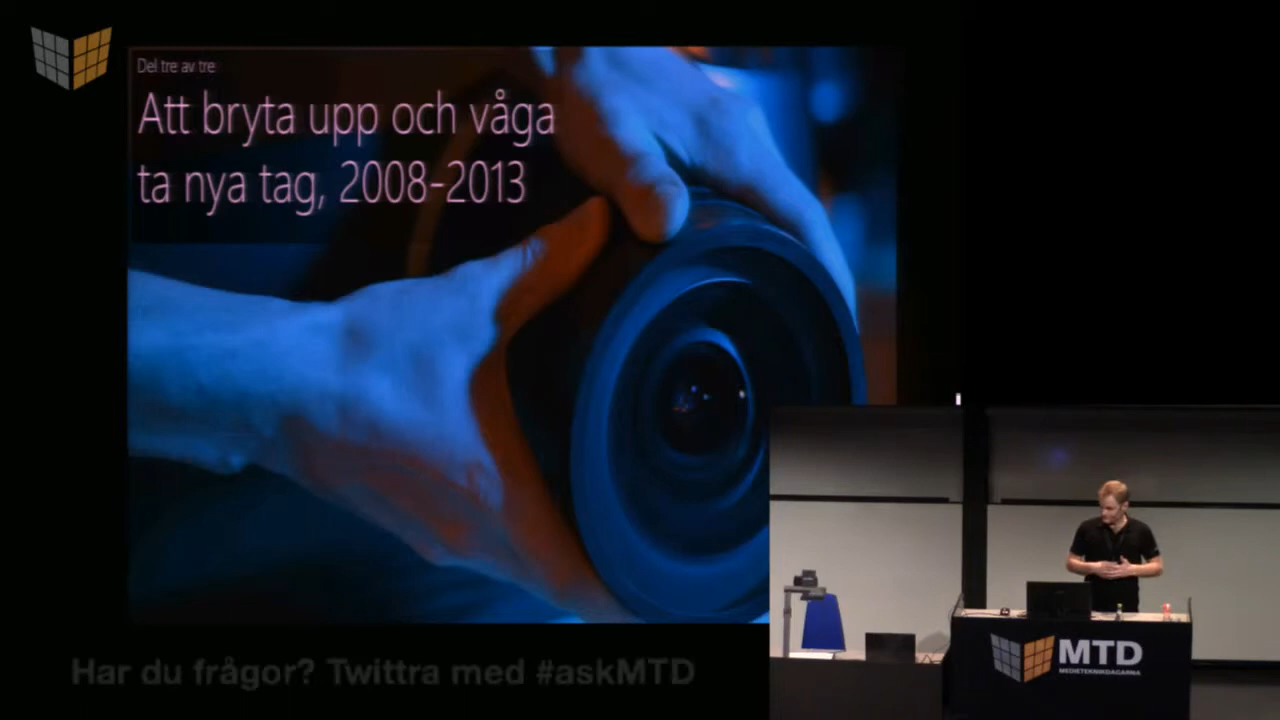 Del tre av tre
Att bryta upp och våga
ta nya tag, 2008-2013
Har du frågor? Twittra med #askMTD
MTD
MEDIETEKNIKDAGARNA